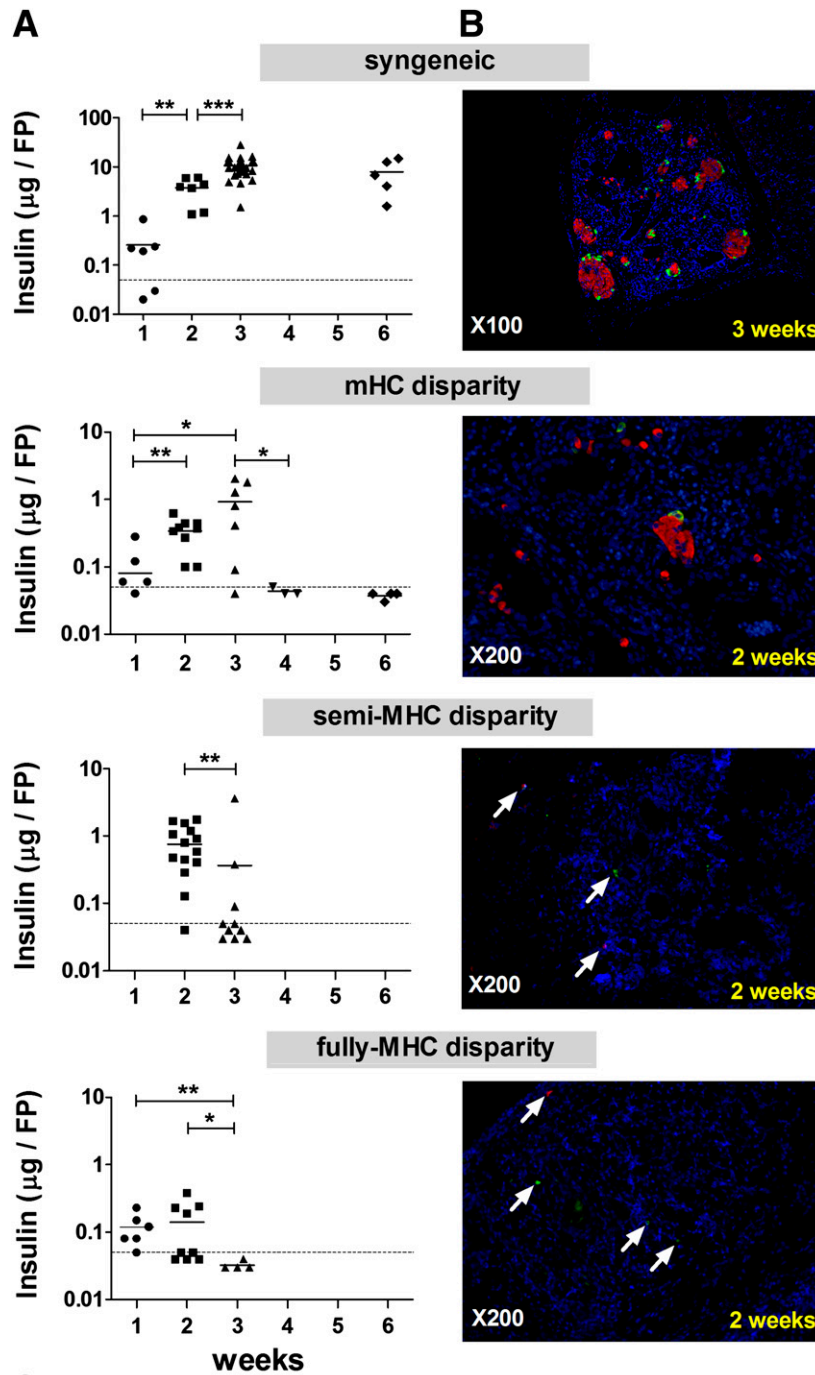 A
B
syngeneic
Insulin (µg / FP)
100
10
1
0.1
0.01
** ***
1 2 3 4 5 6
X100
3 weeks
mHC disparity
Insulin (µg / FP)
10
1
0.1
0.01
*
** *
1 2 3 4 5 6
X200
2 weeks
semi-MHC disparity
Insulin (µg / FP)
10
1
0.1
0.01
**
1 2 3 4 5 6
X200
2 weeks
fully-MHC disparity
Insulin (µg / FP)
10
1
0.1
0.01
**
*
1 2 3 4 5 6
weeks
X200
2 weeks